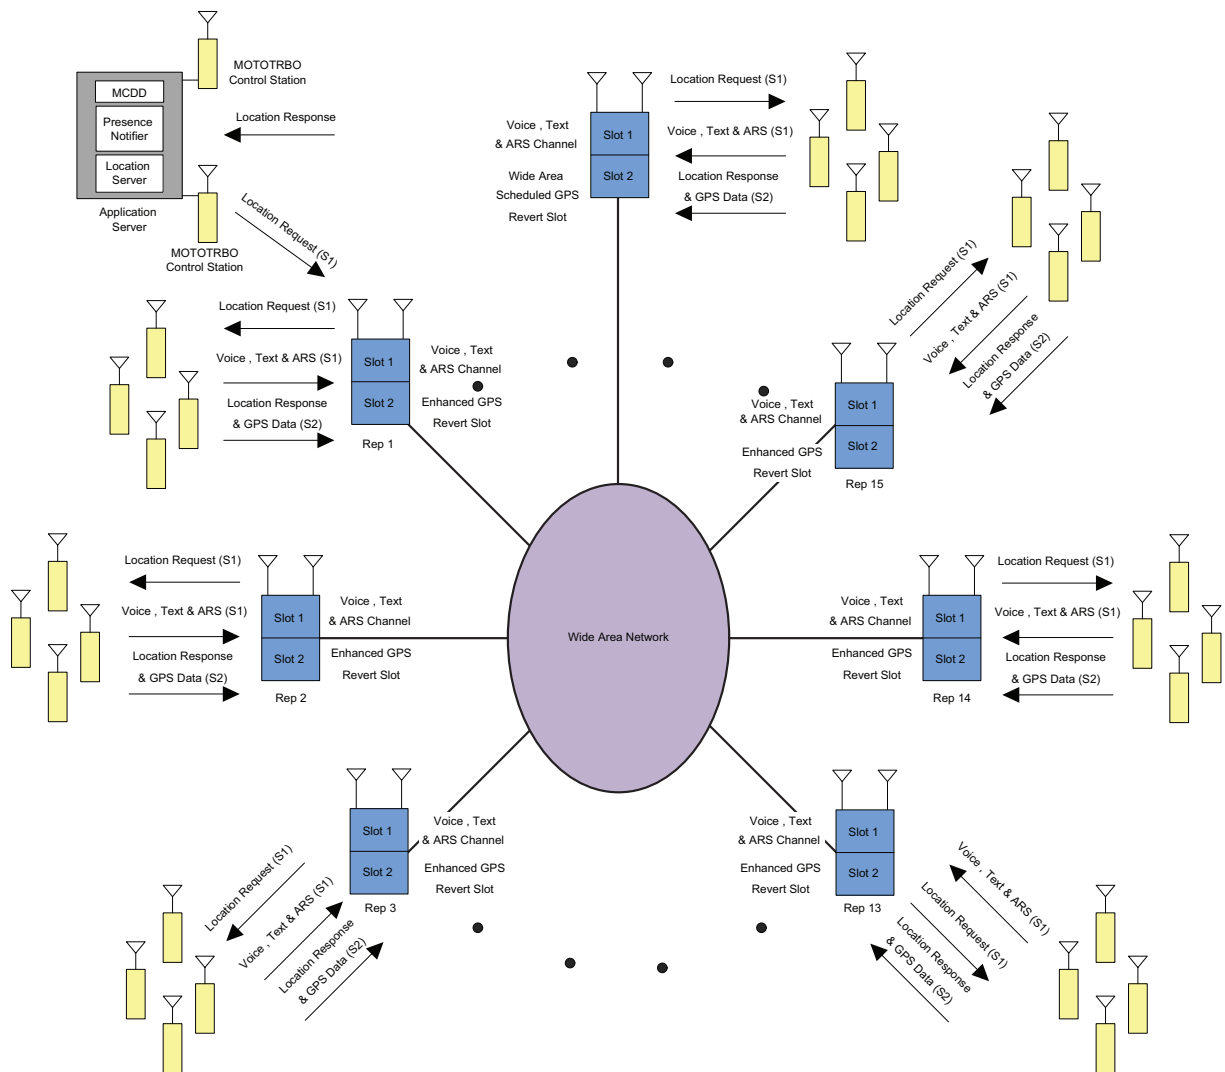 MOTOTRBO
Control Station
MCDD
Presence
Notifier
Location
Server
Application
Server
Location Response
MOTOTRBO
Control Station
Location Request (S1)
Voice , Text
& ARS Channel
Wide Area
Scheduled GPS
Revert Slot
Slot 1
Slot 2
Location Request (S1)
Voice , Text & ARS (S1)
Location Response
& GPS Data (S2)
Location Request (S1)
Voice , Text & ARS (S1)
Location Response
& GPS Data (S2)
Slot 1
Slot 2
Rep 1
Voice , Text
& ARS Channel
Enhanced GPS
Revert Slot
Voice , Text
& ARS Channel
Enhanced GPS
Revert Slot
Slot 1
Slot 2
Rep 15
Location Request (S1)
Voice , Text & ARS (S1)
Location Response
& GPS Data (S2)
Location Request (S1)
Voice , Text & ARS (S1)
Location Response
& GPS Data (S2)
Slot 1
Slot 2
Rep 2
Voice , Text
& ARS Channel
Enhanced GPS
Revert Slot
Wide Area Network
Voice , Text
& ARS Channel
Enhanced GPS
Revert Slot
Slot 1
Slot 2
Rep 14
Location Request (S1)
Voice , Text & ARS (S1)
Location Response
& GPS Data (S2)
Location Request (S1)
Voice , Text & ARS (S1)
Location Response
& GPS Data (S2)
Slot 1
Slot 2
Rep 3
Voice , Text
& ARS Channel
Enhanced GPS
Revert Slot
Voice , Text
& ARS Channel
Enhanced GPS
Revert Slot
Slot 1
Slot 2
Rep 13
Voice , Text & ARS (S1)
Location Request (S1)
Location Response
& GPS Data (S2)